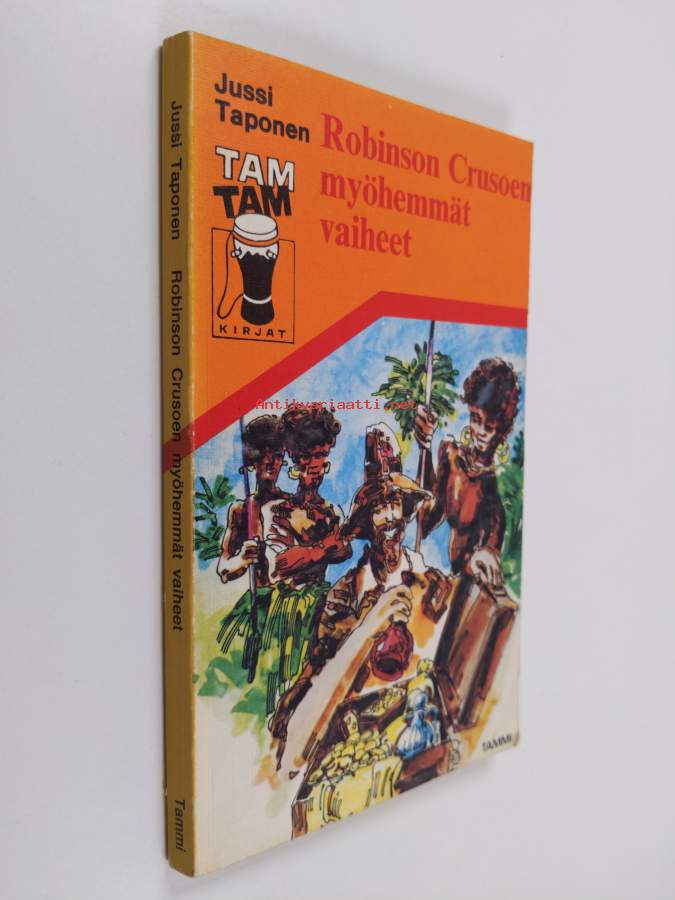 Jussi
Taponen
Robinson Crusoen
myöhemmät
vaiheet
TAM
TAM
KIRJAT
TAMMI
Jussi Taponen Robinson Crusoen myöhemmät vaiheet Tammi
Antikvariaatti.net